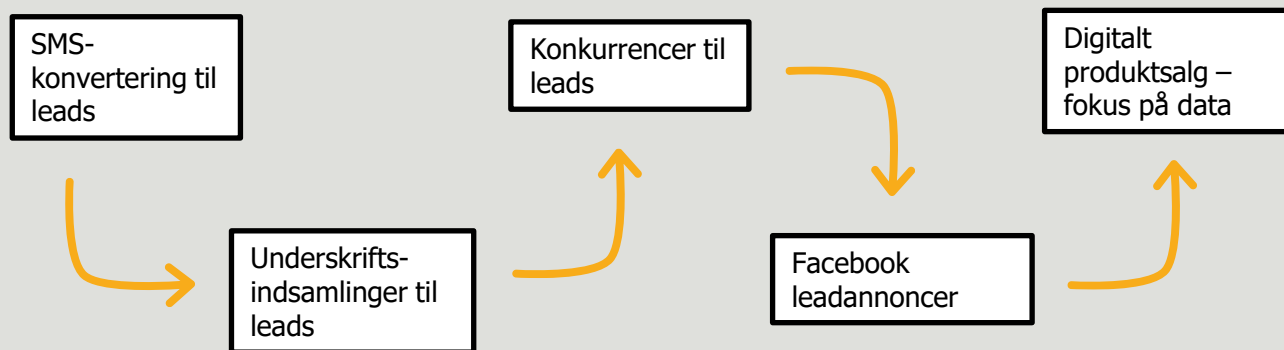 SMS-
konvertering til
leads
Underskrifts-
indsamlinger til
leads
Konkurrencer til
leads
Facebook
leadannoncer
Digitalt
produktsalg –
fokus på data